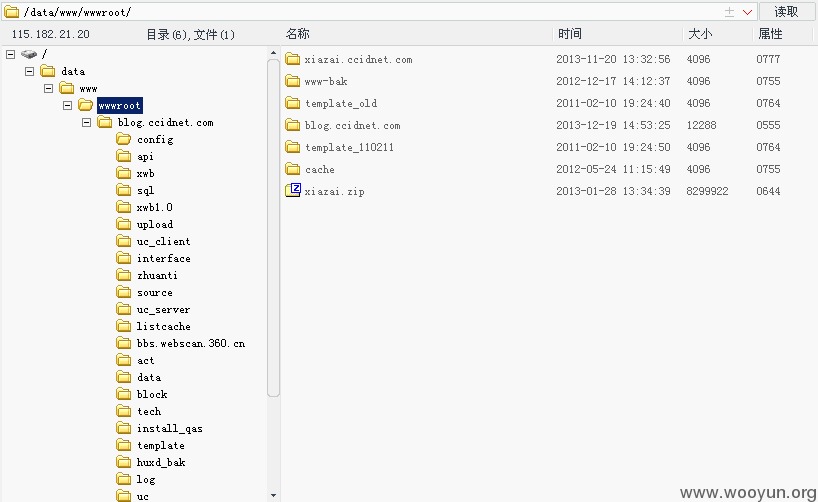 /data/www/wwwroot/ 读取
115.182.21.20 目录(6),文件(1) 名称 时间 大小 属性
/
data
www
wwwroot
blog.ccidnet.com
config
api
xwb
sql
xwb1.0
upload
uc_client
interface
zhuanti
source
uc_server
listcache
bbs.webscan.360.cn
act
data
block
tech
install_qas
template
huxd_bak
log
uc
xiazai.ccidnet.com 2013-11-20 13:32:56 4096 0777
www-bak 2012-12-17 14:12:37 4096 0755
template_old 2011-02-10 19:24:40 4096 0764
blog.ccidnet.com 2013-12-19 14:53:25 12288 0555
template_110211 2011-02-10 19:24:50 4096 0764
cache 2012-05-24 11:15:49 4096 0755
xiazai.zip 2013-01-28 13:34:39 8299922 0644
www.wooyun.org